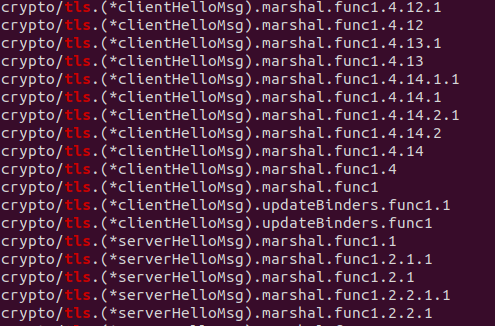 crypto/tls.(*clientHelloMsg).marshal.func1.4.12.1
crypto/tls.(*clientHelloMsg).marshal.func1.4.12
crypto/tls.(*clientHelloMsg).marshal.func1.4.13.1
crypto/tls.(*clientHelloMsg).marshal.func1.4.13
crypto/tls.(*clientHelloMsg).marshal.func1.4.14.1.1
crypto/tls.(*clientHelloMsg).marshal.func1.4.14.1
crypto/tls.(*clientHelloMsg).marshal.func1.4.14.2.1
crypto/tls.(*clientHelloMsg).marshal.func1.4.14.2
crypto/tls.(*clientHelloMsg).marshal.func1.4.14
crypto/tls.(*clientHelloMsg).marshal.func1.4
crypto/tls.(*clientHelloMsg).marshal.func1
crypto/tls.(*clientHelloMsg).updateBinders.func1.1
crypto/tls.(*clientHelloMsg).updateBinders.func1
crypto/tls.(*serverHelloMsg).marshal.func1.1
crypto/tls.(*serverHelloMsg).marshal.func1.2.1.1
crypto/tls.(*serverHelloMsg).marshal.func1.2.1
crypto/tls.(*serverHelloMsg).marshal.func1.2.2.1.1
crypto/tls.(*serverHelloMsg).marshal.func1.2.2.1